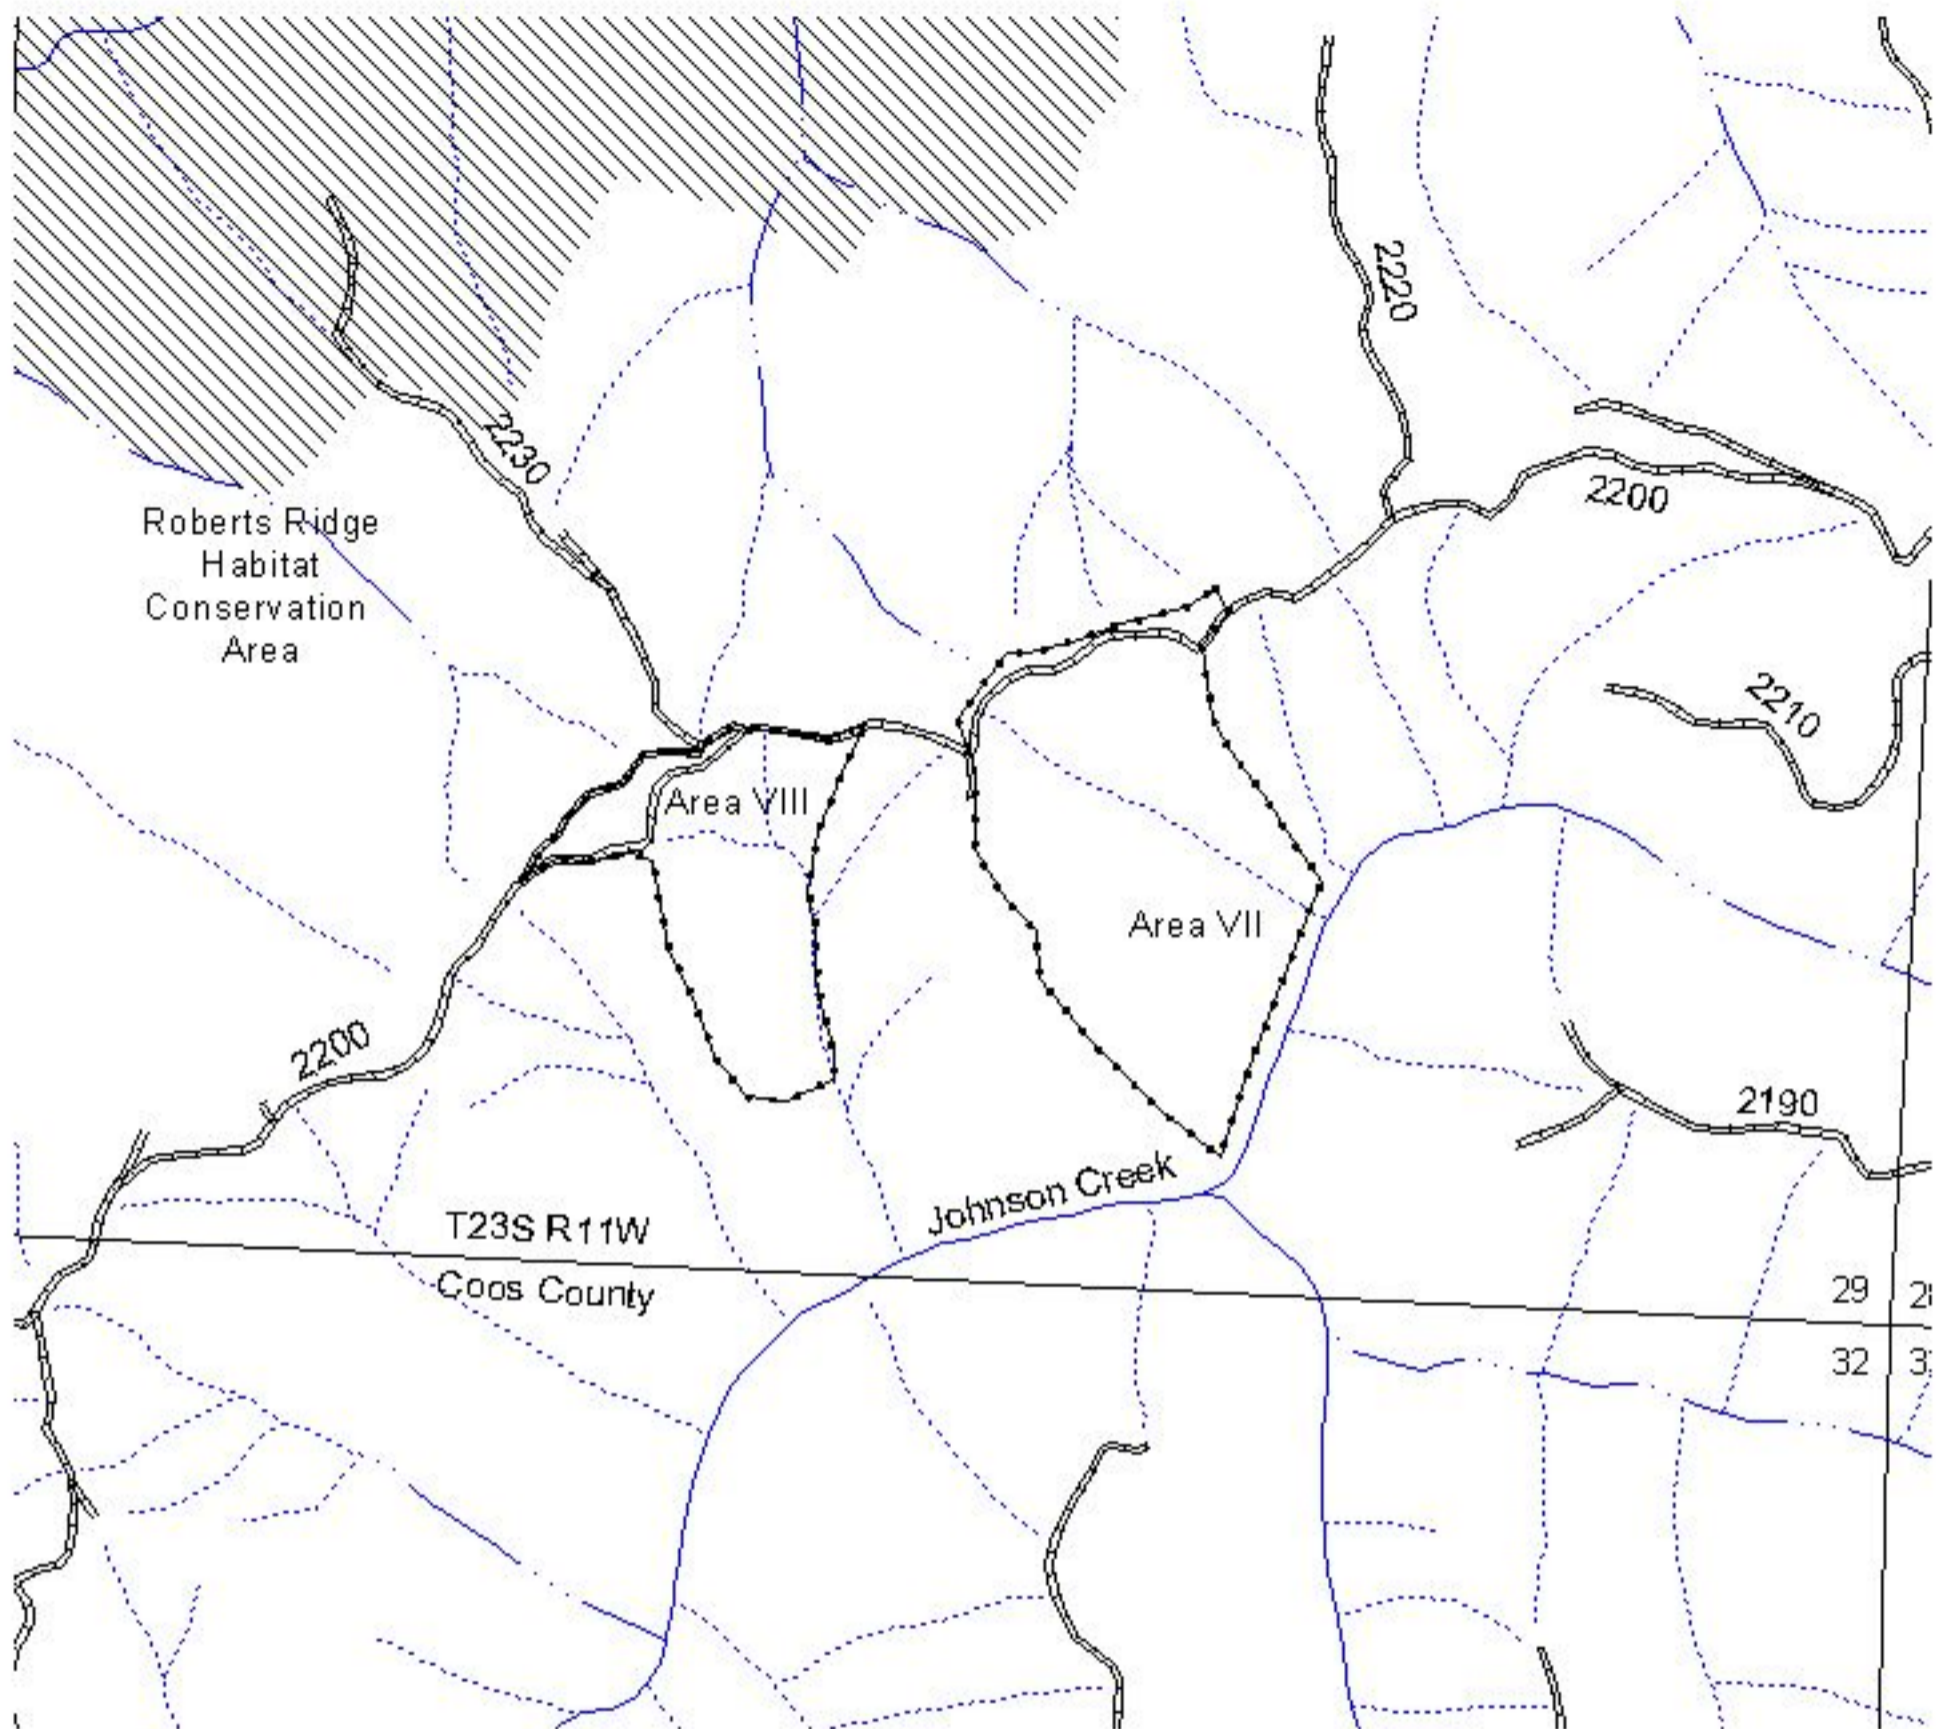 2220
2230
2200
Roberts Ridge
Habitat
Conservation
Area
2210
Area VIII
Area VII
2200
2190
Johnson Creek
T23S R11W
Coos County
29
32